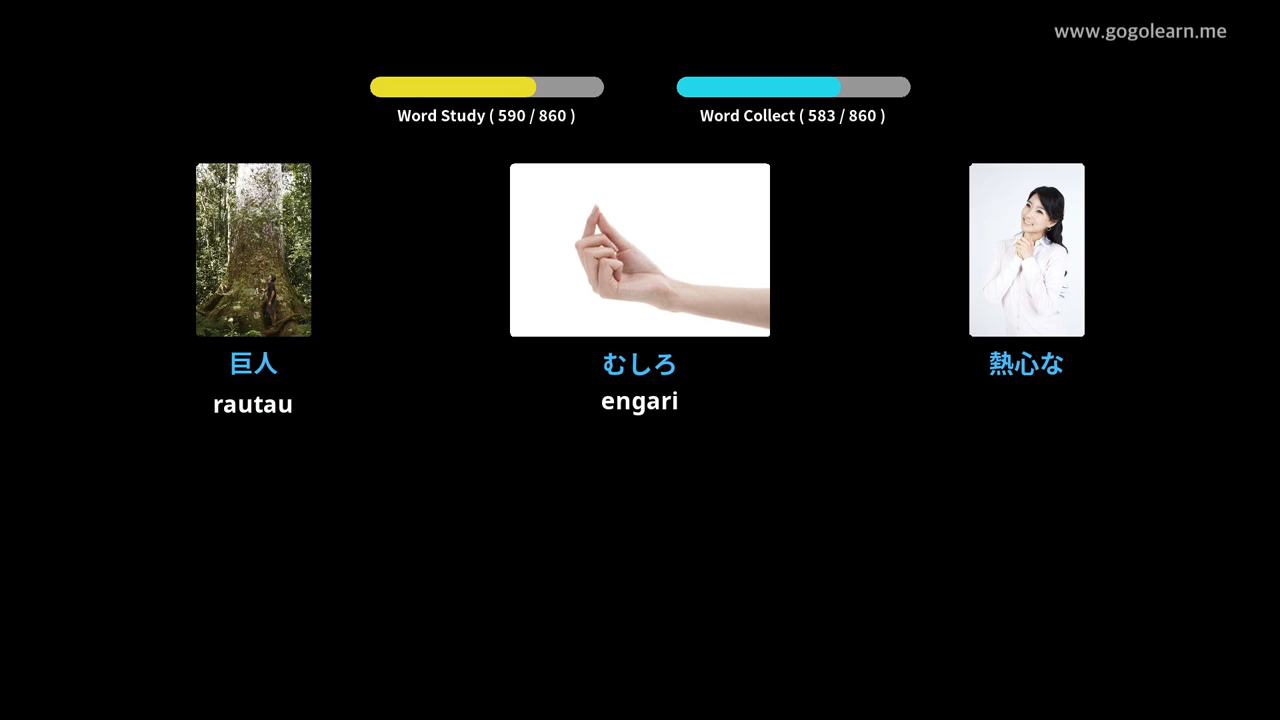 www.gogolearn.me
Word Study ( 590 / 860 )
Word Collect ( 583 / 860 )
巨人
rautau
むしろ
engari
熱心な